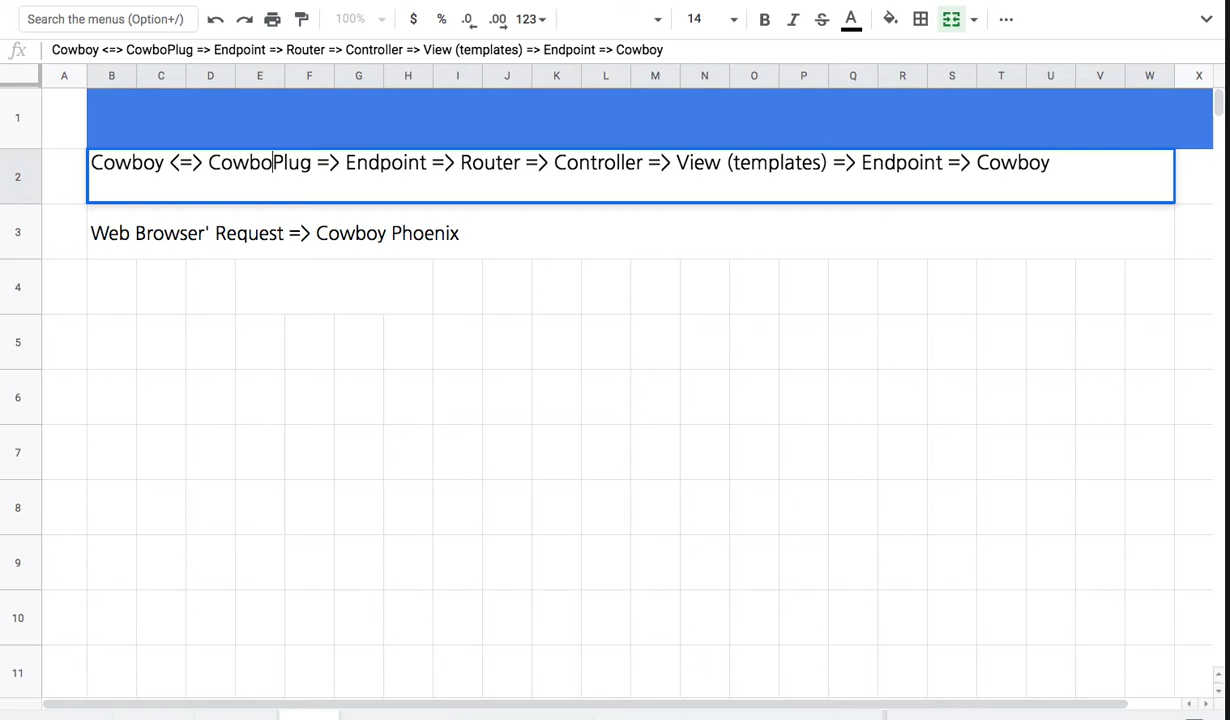 Search the menus (Option+/) 100% $ % .0 .00 123 14 B I S A
fx Cowboy <=> CowboPlug => Endpoint => Router => Controller => View (templates) => Endpoint => Cowboy
A B C D E F G H I J K L M N O P Q R S T U V W X
1
2 Cowboy <=> CowboPlug => Endpoint => Router => Controller => View (templates) => Endpoint => Cowboy
3 Web Browser' Request => Cowboy Phoenix
4
5
6
7
8
9
10
11